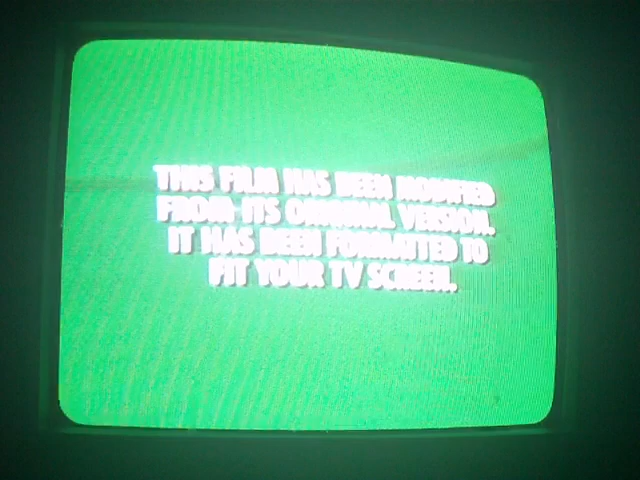 THIS FILM HAS BEEN MODIFIED
FROM ITS ORIGINAL VERSION.
IT HAS BEEN FORMATTED TO
FIT YOUR TV SCREEN.